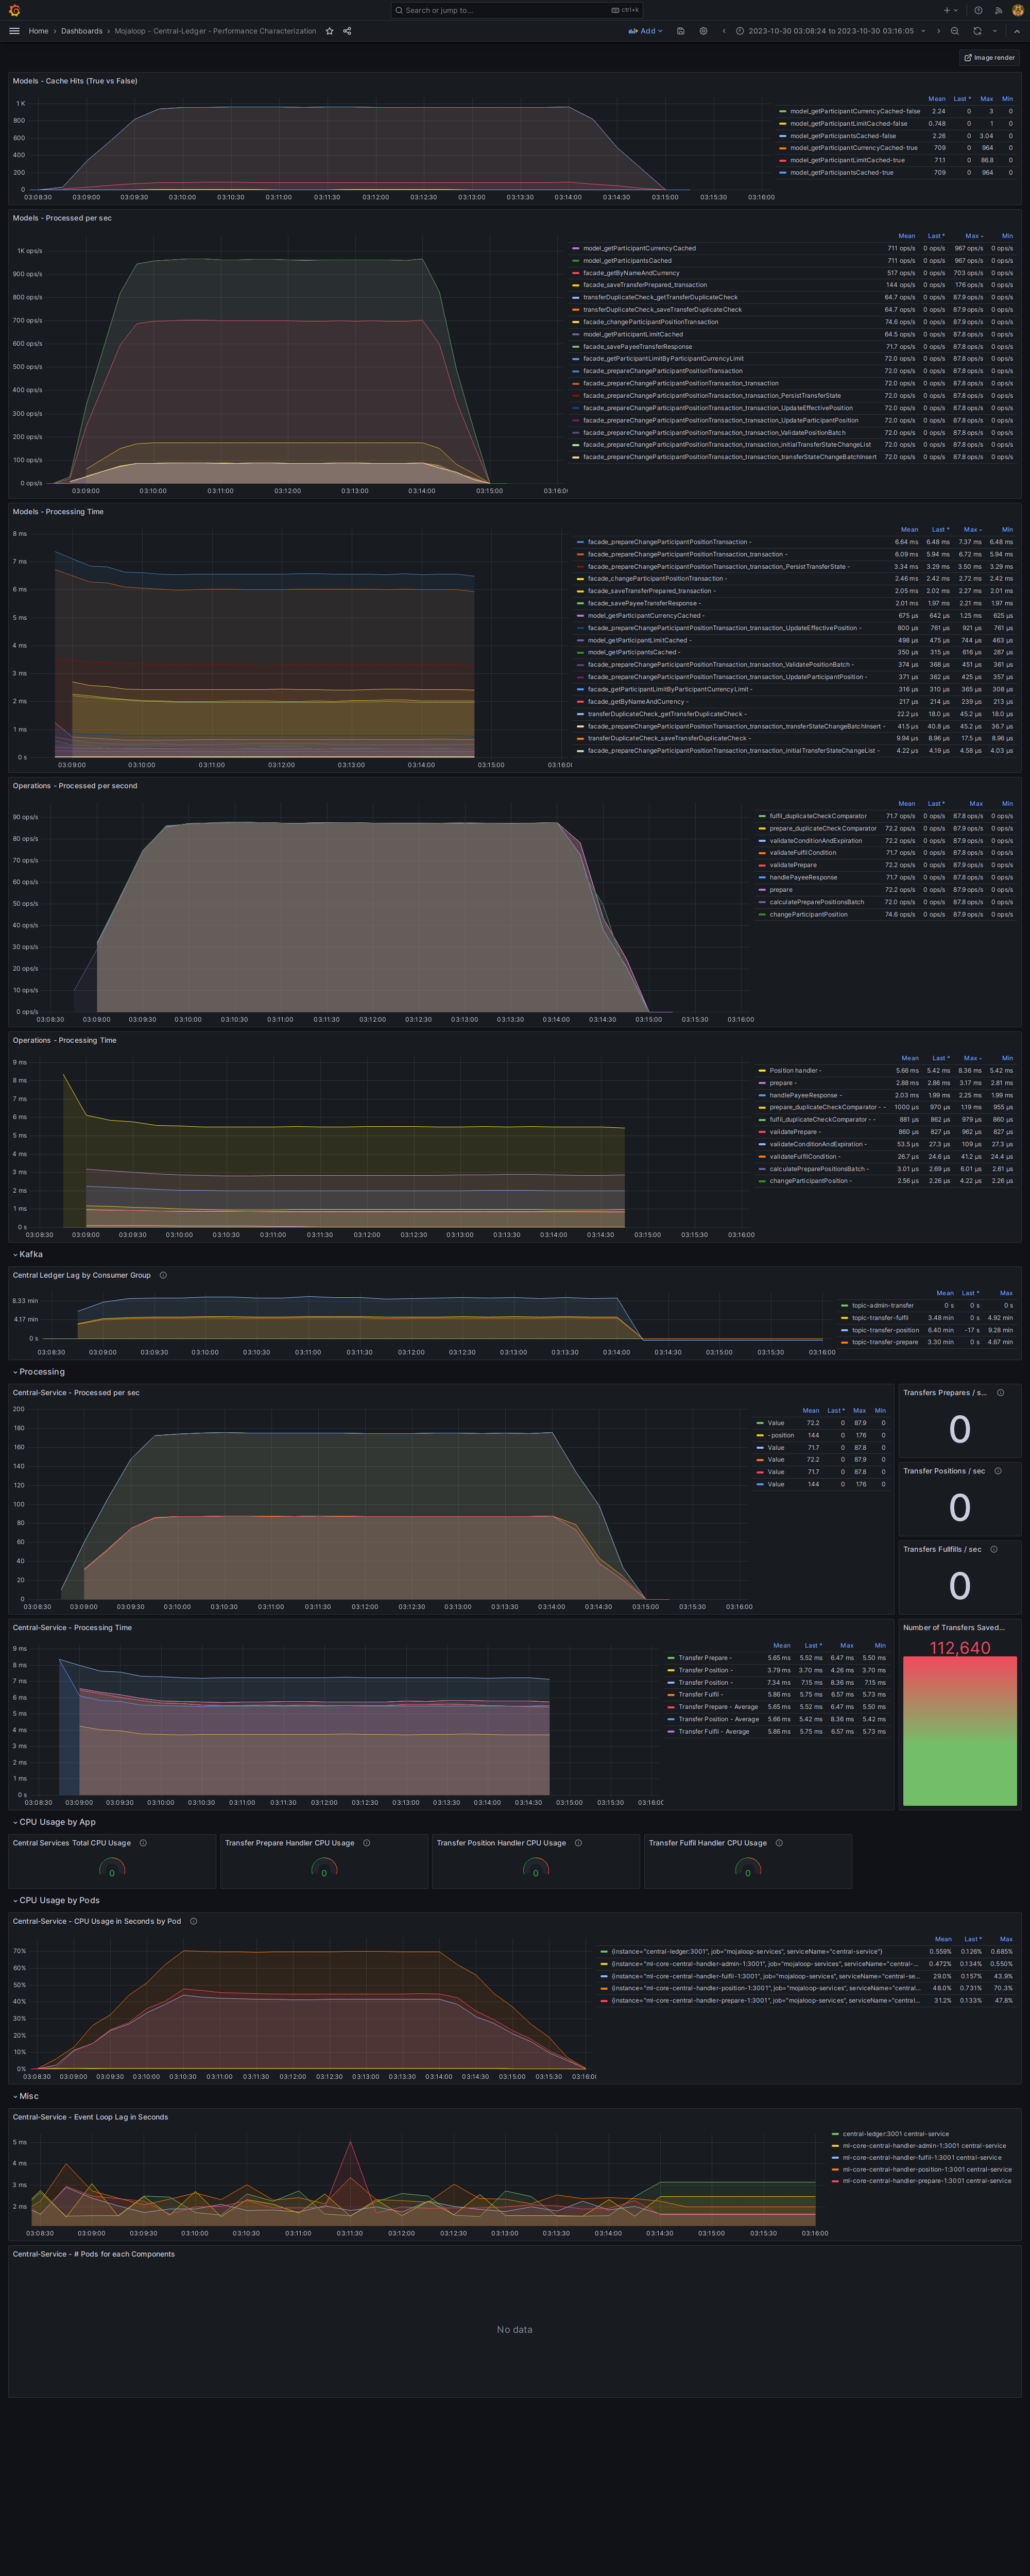 Search or jump to...
ctrl+k
Home › Dashboards › Mojaloop - Central-Ledger - Performance Characterization
Add
2023-10-30 03:08:24 to 2023-10-30 03:16:05
Image render
Models - Cache Hits (True vs False)
1 K
800
600
400
200
0
03:08:30 03:09:00 03:09:30 03:10:00 03:10:30 03:11:00 03:11:30 03:12:00 03:12:30 03:13:00 03:13:30 03:14:00 03:14:30 03:15:00 03:15:30 03:16:00
Mean Last * Max Min
model_getParticipantCurrencyCached-false 2.24 0 3 0
model_getParticipantLimitCached-false 0.748 0 1 0
model_getParticipantsCached-false 2.26 0 3.04 0
model_getParticipantCurrencyCached-true 709 0 964 0
model_getParticipantLimitCached-true 71.1 0 86.8 0
model_getParticipantsCached-true 709 0 964 0
Models - Processed per sec
1K ops/s
900 ops/s
800 ops/s
700 ops/s
600 ops/s
500 ops/s
400 ops/s
300 ops/s
200 ops/s
100 ops/s
0 ops/s
03:09:00 03:10:00 03:11:00 03:12:00 03:13:00 03:14:00 03:15:00 03:16:0
Mean Last * Max Min
model_getParticipantCurrencyCached 711 ops/s 0 ops/s 967 ops/s 0 ops/s
model_getParticipantsCached 711 ops/s 0 ops/s 967 ops/s 0 ops/s
facade_getByNameAndCurrency 517 ops/s 0 ops/s 703 ops/s 0 ops/s
facade_saveTransferPrepared_transaction 144 ops/s 0 ops/s 176 ops/s 0 ops/s
transferDuplicateCheck_getTransferDuplicateCheck 64.7 ops/s 0 ops/s 87.9 ops/s 0 ops/s
transferDuplicateCheck_saveTransferDuplicateCheck 64.7 ops/s 0 ops/s 87.9 ops/s 0 ops/s
facade_changeParticipantPositionTransaction 74.6 ops/s 0 ops/s 87.9 ops/s 0 ops/s
model_getParticipantLimitCached 64.5 ops/s 0 ops/s 87.8 ops/s 0 ops/s
facade_savePayeeTransferResponse 71.7 ops/s 0 ops/s 87.8 ops/s 0 ops/s
facade_getParticipantLimitByParticipantCurrencyLimit 72.0 ops/s 0 ops/s 87.8 ops/s 0 ops/s
facade_prepareChangeParticipantPositionTransaction 72.0 ops/s 0 ops/s 87.8 ops/s 0 ops/s
facade_prepareChangeParticipantPositionTransaction_transaction 72.0 ops/s 0 ops/s 87.8 ops/s 0 ops/s
facade_prepareChangeParticipantPositionTransaction_transaction_PersistTransferState 72.0 ops/s 0 ops/s 87.8 ops/s 0 ops/s
facade_prepareChangeParticipantPositionTransaction_transaction_UpdateEffectivePosition 72.0 ops/s 0 ops/s 87.8 ops/s 0 ops/s
facade_prepareChangeParticipantPositionTransaction_transaction_UpdateParticipantPosition 72.0 ops/s 0 ops/s 87.8 ops/s 0 ops/s
facade_prepareChangeParticipantPositionTransaction_transaction_ValidatePositionBatch 72.0 ops/s 0 ops/s 87.8 ops/s 0 ops/s
facade_prepareChangeParticipantPositionTransaction_transaction_initialTransferStateChangeList 72.0 ops/s 0 ops/s 87.8 ops/s 0 ops/s
facade_prepareChangeParticipantPositionTransaction_transaction_transferStateChangeBatchInsert 72.0 ops/s 0 ops/s 87.8 ops/s 0 ops/s
Models - Processing Time
8 ms
7 ms
6 ms
5 ms
4 ms
3 ms
2 ms
1 ms
0 s
03:09:00 03:10:00 03:11:00 03:12:00 03:13:00 03:14:00 03:15:00 03:16:0
Mean Last * Max Min
facade_prepareChangeParticipantPositionTransaction - 6.64 ms 6.48 ms 7.37 ms 6.48 ms
facade_prepareChangeParticipantPositionTransaction_transaction - 6.09 ms 5.94 ms 6.72 ms 5.94 ms
facade_prepareChangeParticipantPositionTransaction_transaction_PersistTransferState - 3.34 ms 3.29 ms 3.50 ms 3.29 ms
facade_changeParticipantPositionTransaction - 2.46 ms 2.42 ms 2.72 ms 2.42 ms
facade_saveTransferPrepared_transaction - 2.05 ms 2.02 ms 2.27 ms 2.01 ms
facade_savePayeeTransferResponse - 2.01 ms 1.97 ms 2.21 ms 1.97 ms
model_getParticipantCurrencyCached - 675 µs 642 µs 1.25 ms 625 µs
facade_prepareChangeParticipantPositionTransaction_transaction_UpdateEffectivePosition - 800 µs 761 µs 921 µs 761 µs
model_getParticipantLimitCached - 498 µs 475 µs 744 µs 463 µs
model_getParticipantsCached - 350 µs 315 µs 616 µs 287 µs
facade_prepareChangeParticipantPositionTransaction_transaction_ValidatePositionBatch - 374 µs 368 µs 451 µs 361 µs
facade_prepareChangeParticipantPositionTransaction_transaction_UpdateParticipantPosition - 371 µs 362 µs 425 µs 357 µs
facade_getParticipantLimitByParticipantCurrencyLimit - 316 µs 310 µs 365 µs 308 µs
facade_getByNameAndCurrency - 217 µs 214 µs 239 µs 213 µs
transferDuplicateCheck_getTransferDuplicateCheck - 22.2 µs 18.0 µs 45.2 µs 18.0 µs
facade_prepareChangeParticipantPositionTransaction_transaction_transferStateChangeBatchInsert - 41.5 µs 40.8 µs 45.2 µs 36.7 µs
transferDuplicateCheck_saveTransferDuplicateCheck - 9.94 µs 8.96 µs 17.5 µs 8.96 µs
facade_prepareChangeParticipantPositionTransaction_transaction_initialTransferStateChangeList - 4.22 µs 4.19 µs 4.58 µs 4.03 µs
Operations - Processed per second
90 ops/s
80 ops/s
70 ops/s
60 ops/s
50 ops/s
40 ops/s
30 ops/s
20 ops/s
10 ops/s
0 ops/s
03:08:30 03:09:00 03:09:30 03:10:00 03:10:30 03:11:00 03:11:30 03:12:00 03:12:30 03:13:00 03:13:30 03:14:00 03:14:30 03:15:00 03:15:30 03:16:00
Mean Last * Max Min
fulfil_duplicateCheckComparator 71.7 ops/s 0 ops/s 87.8 ops/s 0 ops/s
prepare_duplicateCheckComparator 72.2 ops/s 0 ops/s 87.9 ops/s 0 ops/s
validateConditionAndExpiration 72.2 ops/s 0 ops/s 87.9 ops/s 0 ops/s
validateFulfilCondition 71.7 ops/s 0 ops/s 87.8 ops/s 0 ops/s
validatePrepare 72.2 ops/s 0 ops/s 87.9 ops/s 0 ops/s
handlePayeeResponse 71.7 ops/s 0 ops/s 87.8 ops/s 0 ops/s
prepare 72.2 ops/s 0 ops/s 87.9 ops/s 0 ops/s
calculatePreparePositionsBatch 72.0 ops/s 0 ops/s 87.8 ops/s 0 ops/s
changeParticipantPosition 74.6 ops/s 0 ops/s 87.9 ops/s 0 ops/s
Operations - Processing Time
9 ms
8 ms
7 ms
6 ms
5 ms
4 ms
3 ms
2 ms
1 ms
0 s
03:08:30 03:09:00 03:09:30 03:10:00 03:10:30 03:11:00 03:11:30 03:12:00 03:12:30 03:13:00 03:13:30 03:14:00 03:14:30 03:15:00 03:15:30 03:16:00
Mean Last * Max Min
Position handler - 5.66 ms 5.42 ms 8.36 ms 5.42 ms
prepare - 2.88 ms 2.86 ms 3.17 ms 2.81 ms
handlePayeeResponse - 2.03 ms 1.99 ms 2.25 ms 1.99 ms
prepare_duplicateCheckComparator - - 1000 µs 970 µs 1.19 ms 955 µs
fulfil_duplicateCheckComparator - - 881 µs 862 µs 979 µs 860 µs
validatePrepare - 860 µs 827 µs 962 µs 827 µs
validateConditionAndExpiration - 53.5 µs 27.3 µs 109 µs 27.3 µs
validateFulfilCondition - 26.7 µs 24.6 µs 41.2 µs 24.4 µs
calculatePreparePositionsBatch - 3.01 µs 2.69 µs 6.01 µs 2.61 µs
changeParticipantPosition - 2.56 µs 2.26 µs 4.22 µs 2.26 µs
Kafka
Central Ledger Lag by Consumer Group
8.33 min
4.17 min
0 s
03:08:30 03:09:00 03:09:30 03:10:00 03:10:30 03:11:00 03:11:30 03:12:00 03:12:30 03:13:00 03:13:30 03:14:00 03:14:30 03:15:00 03:15:30 03:16:00
Mean Last * Max
topic-admin-transfer 0 s 0 s 0 s
topic-transfer-fulfil 3.48 min 0 s 4.92 min
topic-transfer-position 6.40 min -17 s 9.28 min
topic-transfer-prepare 3.30 min 0 s 4.67 min
Processing
Central-Service - Processed per sec
200
180
160
140
120
100
80
60
40
20
0
03:08:30 03:09:00 03:09:30 03:10:00 03:10:30 03:11:00 03:11:30 03:12:00 03:12:30 03:13:00 03:13:30 03:14:00 03:14:30 03:15:00 03:15:30 03:16:00
Mean Last * Max Min
Value 72.2 0 87.9 0
-position 144 0 176 0
Value 71.7 0 87.8 0
Value 72.2 0 87.9 0
Value 71.7 0 87.8 0
Value 144 0 176 0
Transfers Prepares / s...
0
Transfer Positions / sec
0
Transfers Fullfills / sec
0
Central-Service - Processing Time
9 ms
8 ms
7 ms
6 ms
5 ms
4 ms
3 ms
2 ms
1 ms
0 s
03:08:30 03:09:00 03:09:30 03:10:00 03:10:30 03:11:00 03:11:30 03:12:00 03:12:30 03:13:00 03:13:30 03:14:00 03:14:30 03:15:00 03:15:30 03:16:0
Mean Last * Max Min
Transfer Prepare - 5.65 ms 5.52 ms 6.47 ms 5.50 ms
Transfer Position - 3.79 ms 3.70 ms 4.26 ms 3.70 ms
Transfer Position - 7.34 ms 7.15 ms 8.36 ms 7.15 ms
Transfer Fulfil - 5.86 ms 5.75 ms 6.57 ms 5.73 ms
Transfer Prepare - Average 5.65 ms 5.52 ms 6.47 ms 5.50 ms
Transfer Position - Average 5.66 ms 5.42 ms 8.36 ms 5.42 ms
Transfer Fulfil - Average 5.86 ms 5.75 ms 6.57 ms 5.73 ms
Number of Transfers Saved...
112,640
CPU Usage by App
Central Services Total CPU Usage
0
Transfer Prepare Handler CPU Usage
0
Transfer Position Handler CPU Usage
0
Transfer Fulfil Handler CPU Usage
0
CPU Usage by Pods
Central-Service - CPU Usage in Seconds by Pod
70%
60%
50%
40%
30%
20%
10%
0%
03:08:30 03:09:00 03:09:30 03:10:00 03:10:30 03:11:00 03:11:30 03:12:00 03:12:30 03:13:00 03:13:30 03:14:00 03:14:30 03:15:00 03:15:30 03:16:0
Mean Last * Max
{instance="central-ledger:3001", job="mojaloop-services", serviceName="central-service"} 0.559% 0.126% 0.685%
{instance="ml-core-central-handler-admin-1:3001", job="mojaloop-services", serviceName="central-... 0.472% 0.134% 0.550%
{instance="ml-core-central-handler-fulfil-1:3001", job="mojaloop-services", serviceName="central-se... 29.0% 0.157% 43.9%
{instance="ml-core-central-handler-position-1:3001", job="mojaloop-services", serviceName="central... 48.0% 0.731% 70.3%
{instance="ml-core-central-handler-prepare-1:3001", job="mojaloop-services", serviceName="central... 31.2% 0.133% 47.8%
Misc
Central-Service - Event Loop Lag in Seconds
5 ms
4 ms
3 ms
2 ms
03:08:30 03:09:00 03:09:30 03:10:00 03:10:30 03:11:00 03:11:30 03:12:00 03:12:30 03:13:00 03:13:30 03:14:00 03:14:30 03:15:00 03:15:30 03:16:00
central-ledger:3001 central-service
ml-core-central-handler-admin-1:3001 central-service
ml-core-central-handler-fulfil-1:3001 central-service
ml-core-central-handler-position-1:3001 central-service
ml-core-central-handler-prepare-1:3001 central-service
Central-Service - # Pods for each Components
No data